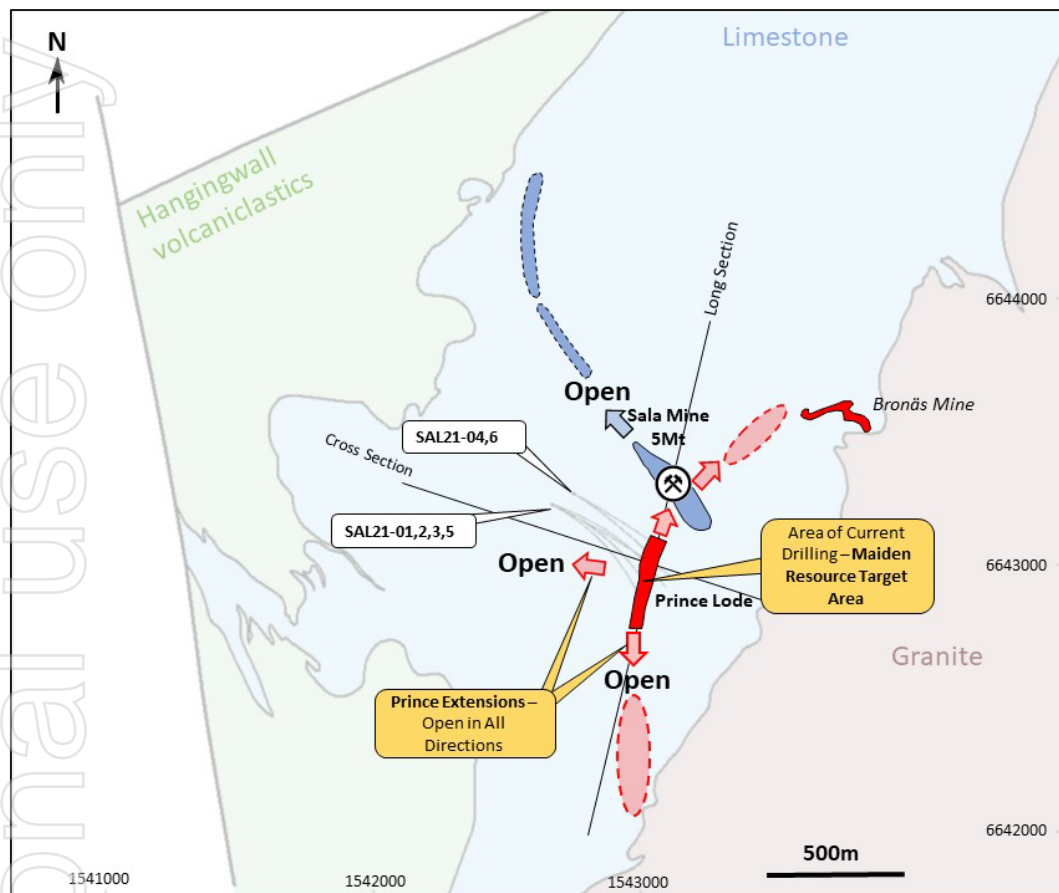 N
Limestone
Hangingwall
volcaniclastics
Long Section
6644000
Open
Sala Mine
5Mt
Bronäs Mine
SAL21-04,6
Cross Section
SAL21-01,2,3,5
Open
Area of Current
Drilling – Maiden
Resource Target
Area
6643000
Prince Lode
Granite
Open
Prince Extensions –
Open in All
Directions
6642000
500m
1541000
1542000
1543000
onal use only